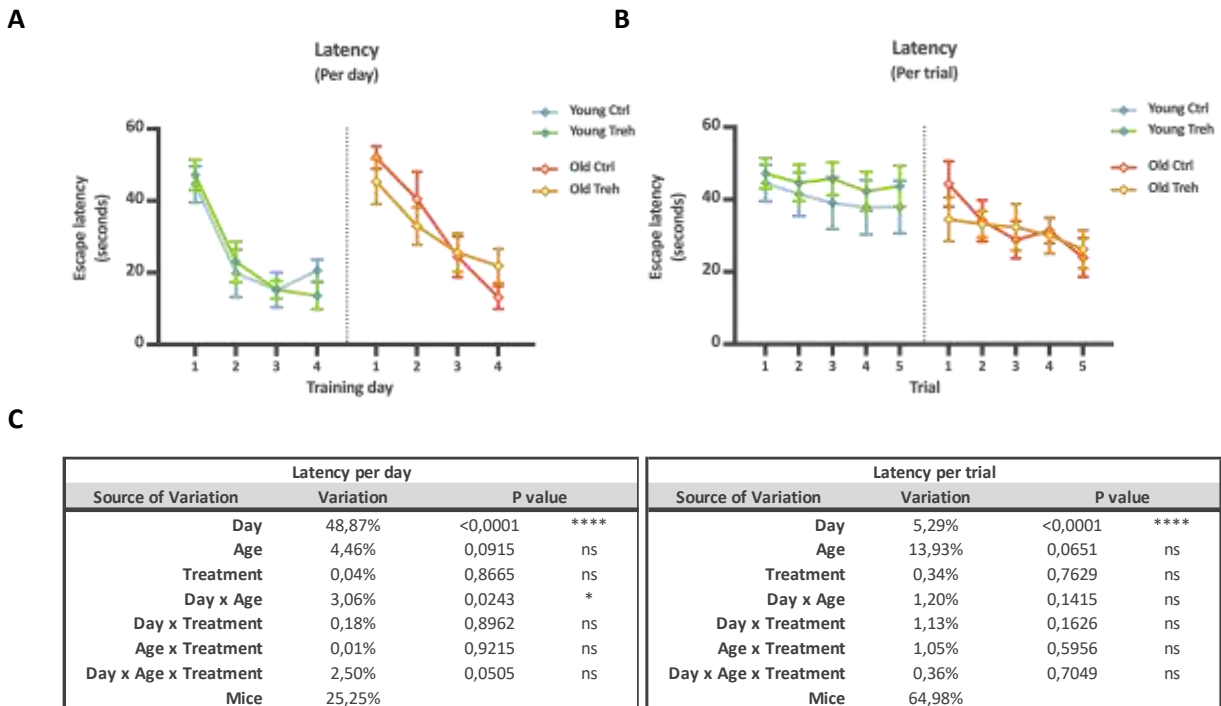 A
Latency
(Per day)
Young Ctrl
Young Treh
Old Ctrl
Old Treh
Escape latency
(seconds)
60
40
20
0
1 2 3 4 1 2 3 4
Training day
B
Latency
(Per trial)
Young Ctrl
Young Treh
Old Ctrl
Old Treh
Escape latency
(seconds)
60
40
20
0
1 2 3 4 5 1 2 3 4 5
Trial
C
Latency per day
Source of Variation Variation P value
Day 48,87% <0,0001 ****
Age 4,46% 0,0915 ns
Treatment 0,04% 0,8665 ns
Day x Age 3,06% 0,0243 *
Day x Treatment 0,18% 0,8962 ns
Age x Treatment 0,01% 0,9215 ns
Day x Age x Treatment 2,50% 0,0505 ns
Mice 25,25%
Latency per trial
Source of Variation Variation P value
Day 5,29% <0,0001 ****
Age 13,93% 0,0651 ns
Treatment 0,34% 0,7629 ns
Day x Age 1,20% 0,1415 ns
Day x Treatment 1,13% 0,1626 ns
Age x Treatment 1,05% 0,5956 ns
Day x Age x Treatment 0,36% 0,7049 ns
Mice 64,98%